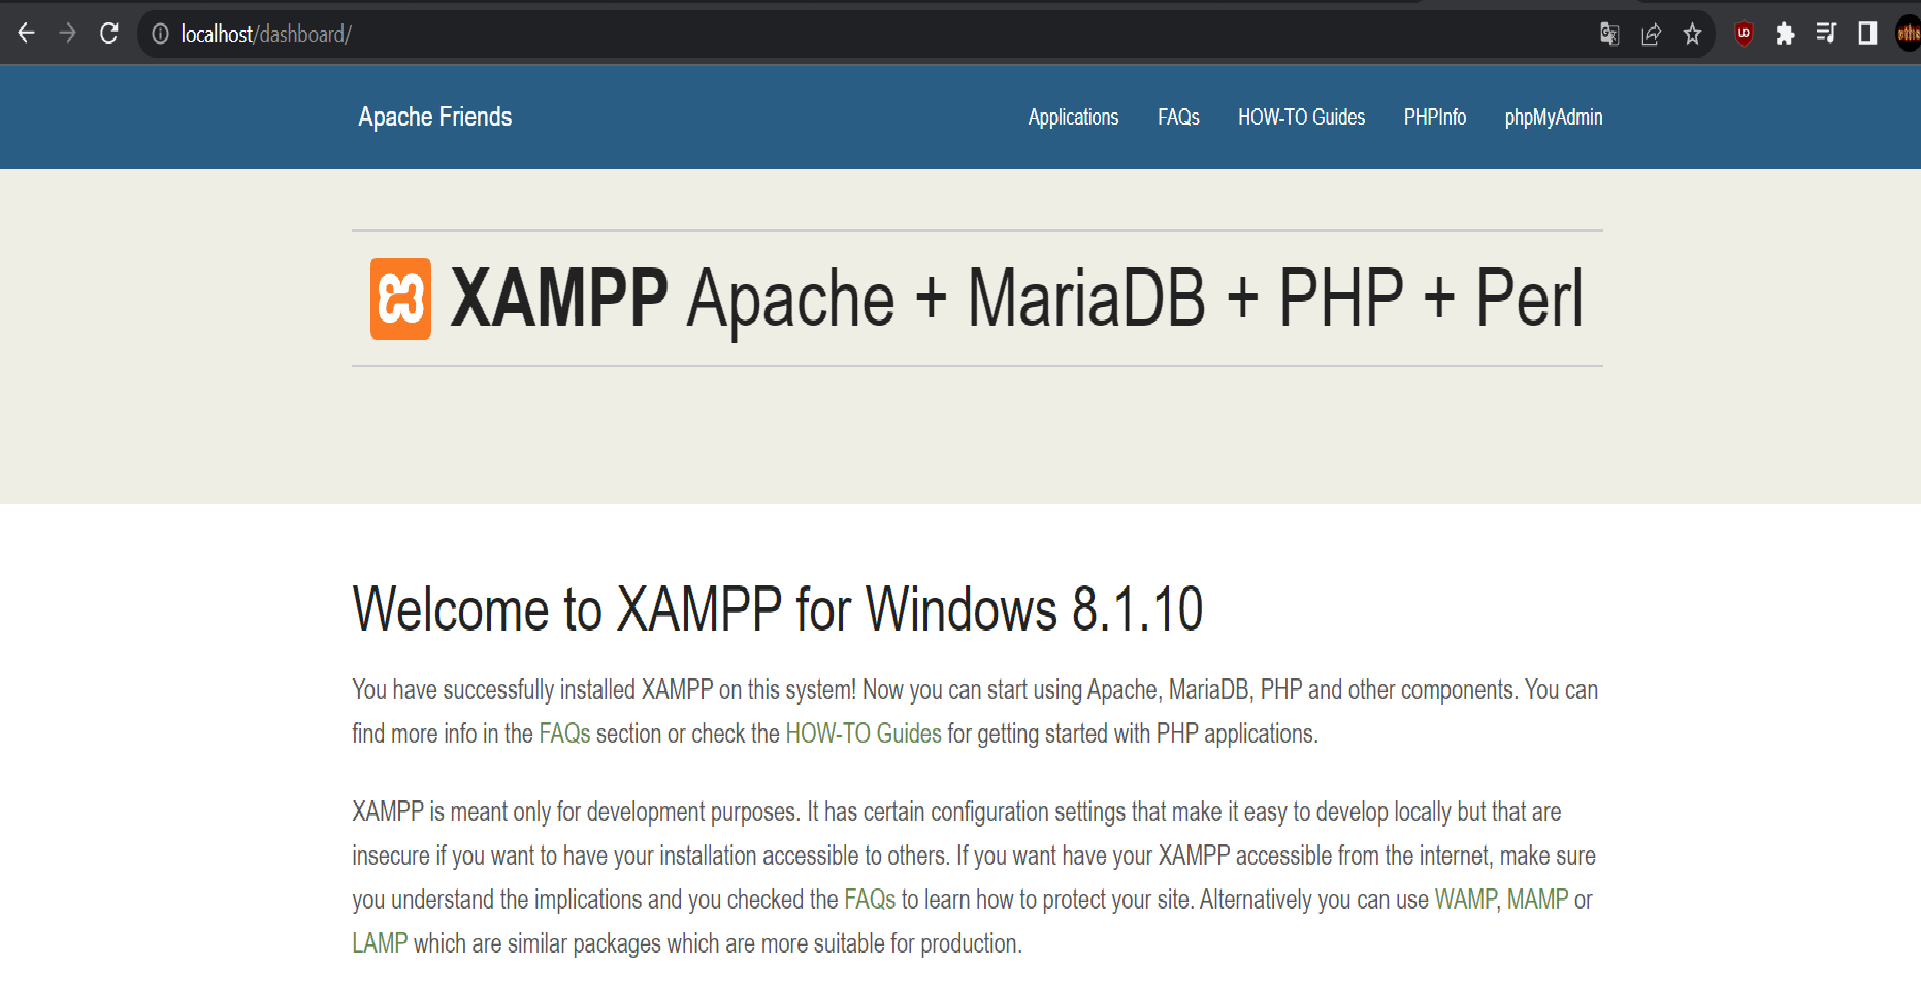 localhost/dashboard/
Apache Friends
Applications
FAQs
HOW-TO Guides
PHPInfo
phpMyAdmin
XAMPP Apache + MariaDB + PHP + Perl
Welcome to XAMPP for Windows 8.1.10
You have successfully installed XAMPP on this system! Now you can start using Apache, MariaDB, PHP and other components. You can
find more info in the FAQs section or check the HOW-TO Guides for getting started with PHP applications.
XAMPP is meant only for development purposes. It has certain configuration settings that make it easy to develop locally but that are
insecure if you want to have your installation accessible to others. If you want have your XAMPP accessible from the internet, make sure
you understand the implications and you checked the FAQs to learn how to protect your site. Alternatively you can use WAMP, MAMP or
LAMP which are similar packages which are more suitable for production.